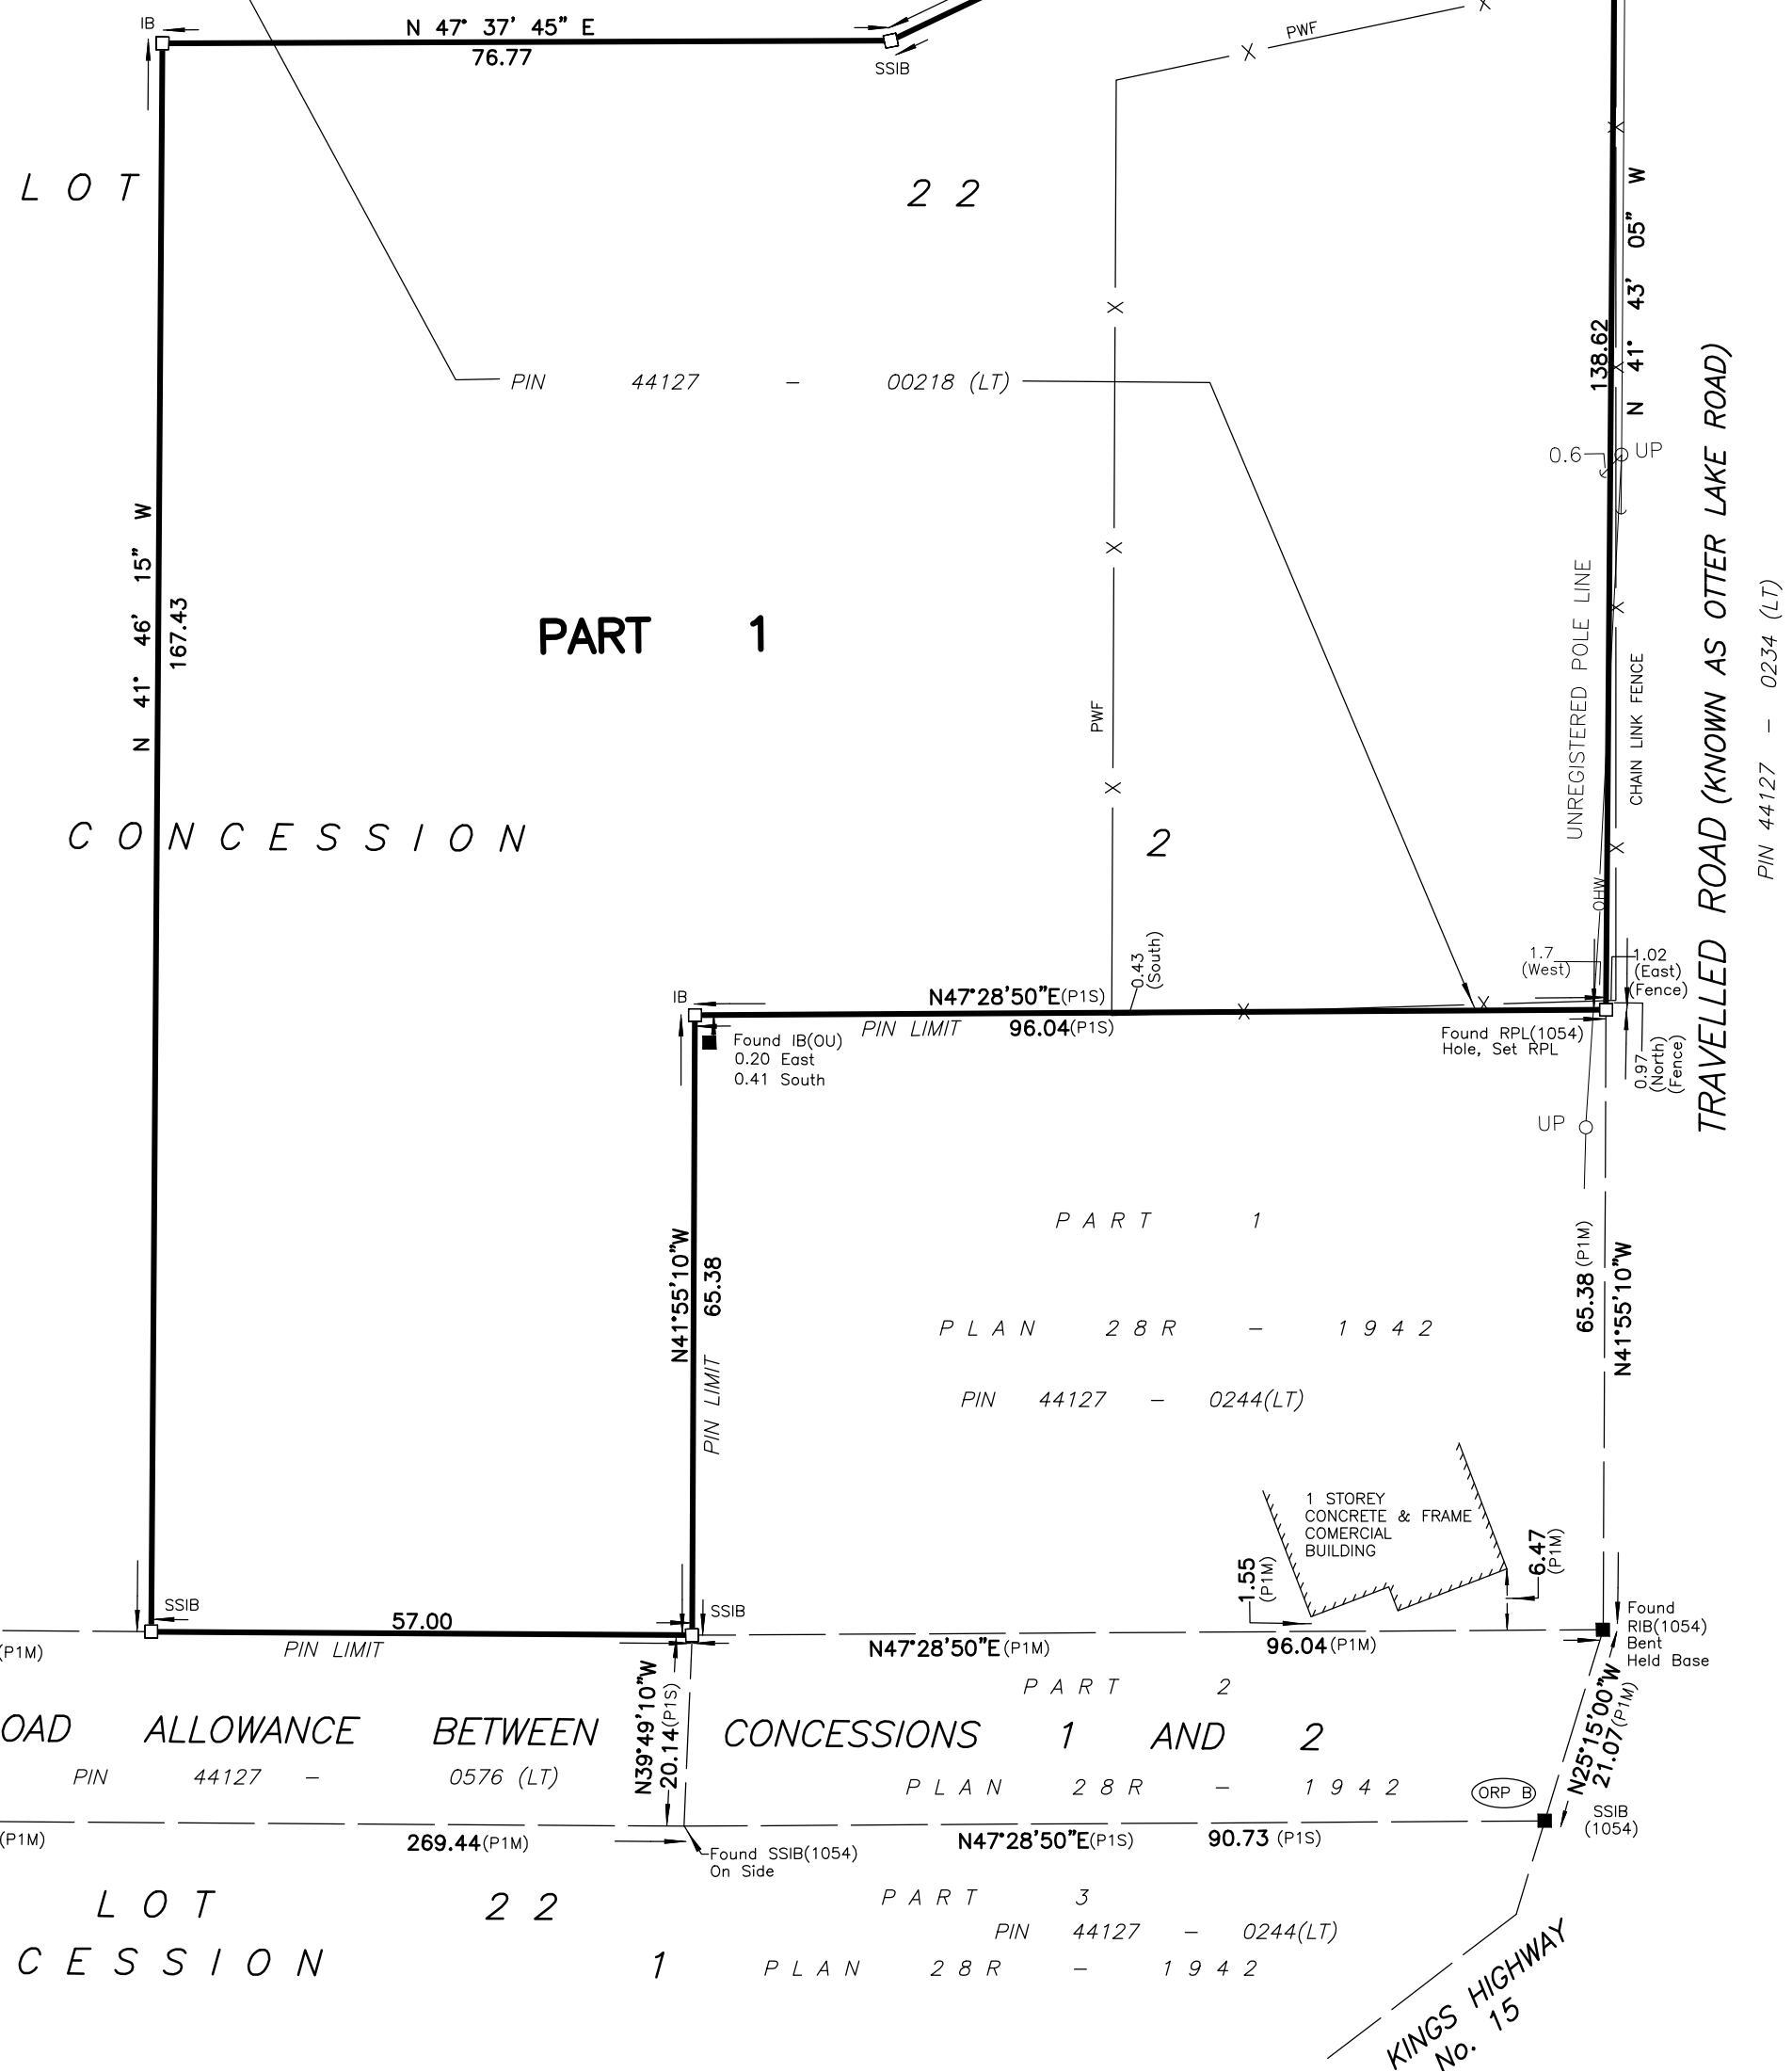 IB
N 47° 37' 45" E
76.77
SSIB
PWF
LOT 22
N 41° 43' 05" W
138.62
PIN 44127 - 00218 (LT)
0.6
UP
N 41° 46' 15" W
167.43
PART 1
UNREGISTERED POLE LINE
CHAIN LINK FENCE
TRAVELLED ROAD (KNOWN AS OTTER LAKE ROAD)
PIN 44127 - 0234 (LT)
PWF
CONCESSION 2
OHW
0.43
(South)
1.7
(West)
1.02
(East)
(Fence)
IB
N47°28'50"E(P1S)
PIN LIMIT 96.04(P1S)
Found IB(OU)
0.20 East
0.41 South
Found RPL(1054)
Hole, Set RPL
0.97
(North)
(Fence)
UP
PART 1
N41°55'10"W
65.38
PIN LIMIT
65.38 (P1M)
N41°55'10"W
PLAN 28R - 1942
PIN 44127 - 0244(LT)
1 STOREY
CONCRETE & FRAME
COMERCIAL
BUILDING
1.55
(P1M)
6.47
(P1M)
SSIB
57.00
SSIB
Found
RIB(1054)
Bent
Held Base
(P1M)
PIN LIMIT
N47°28'50"E(P1M)
96.04(P1M)
N39°49'10"W
20.14(P1S)
PART 2
N25°15'00"W
21.07(P1M)
OAD ALLOWANCE BETWEEN CONCESSIONS 1 AND 2
PIN 44127 - 0576 (LT)
PLAN 28R - 1942
ORP B
SSIB
(1054)
(P1M)
269.44(P1M)
N47°28'50"E(P1S)
90.73 (P1S)
Found SSIB(1054)
On Side
LOT 22
PART 3
PIN 44127 - 0244(LT)
CESSION 1
PLAN 28R - 1942
KINGS HIGHWAY
No. 15